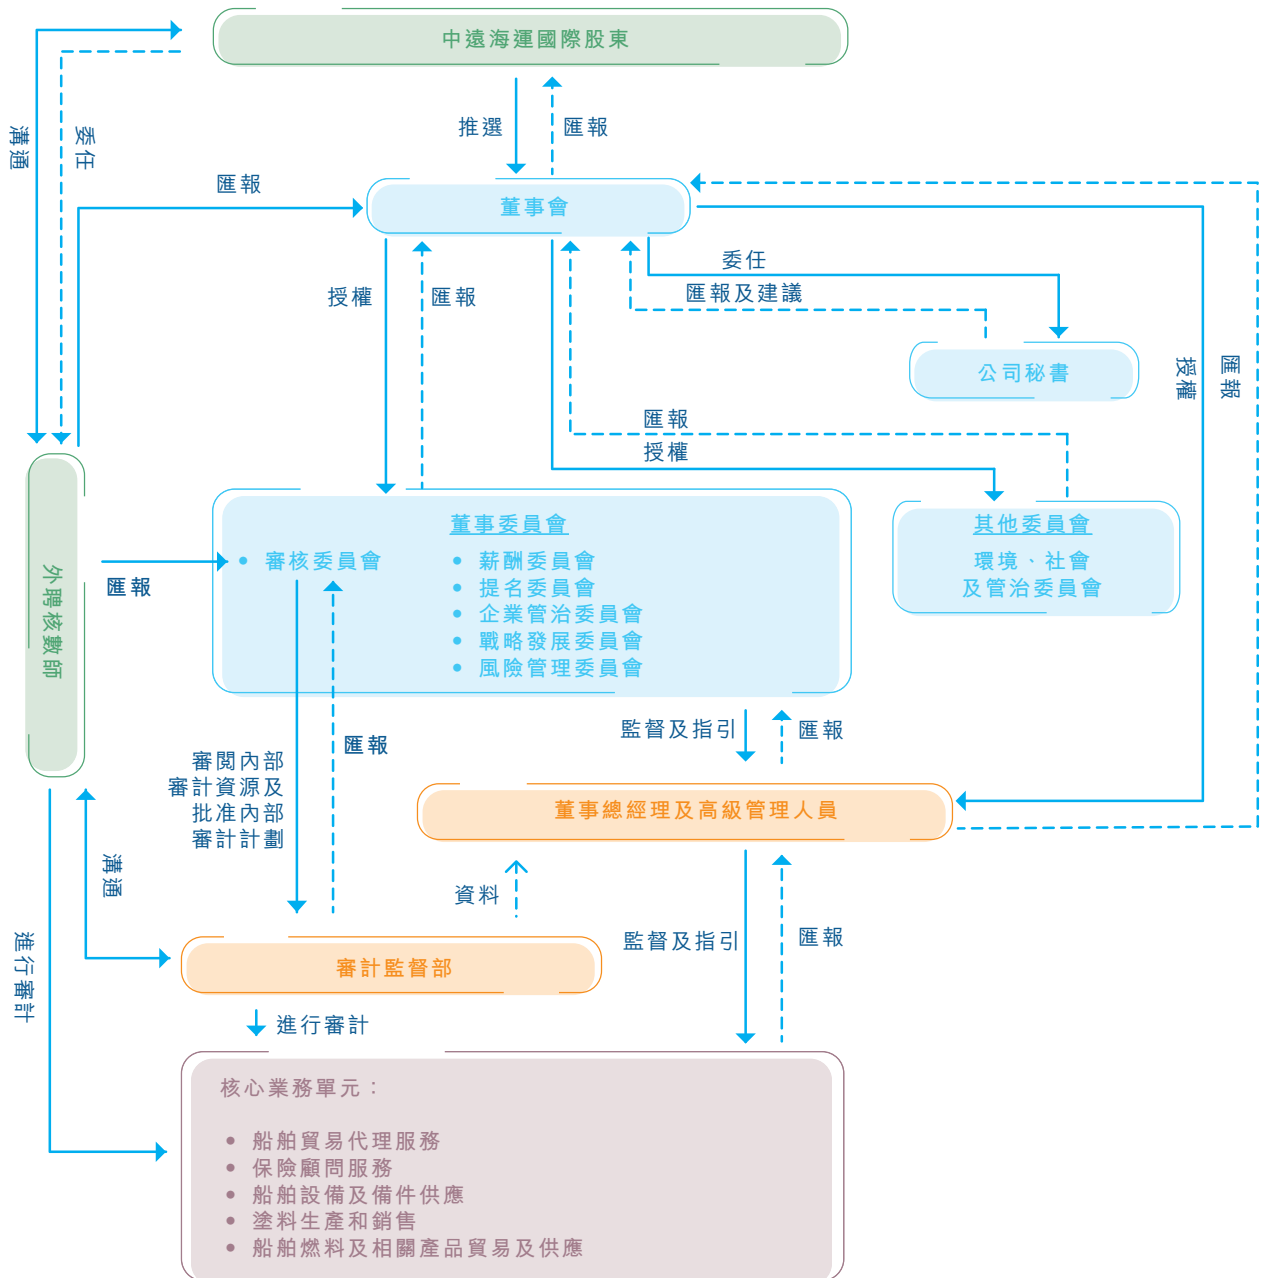 中遠海運國際股東
溝通
委任
推選
匯報
匯報
董事會
授權
匯報
委任
匯報及建議
公司秘書
授權
匯報
匯報
授權
外聘核數師
匯報
董事委員會
• 審核委員會
• 薪酬委員會
• 提名委員會
• 企業管治委員會
• 戰略發展委員會
• 風險管理委員會
其他委員會
環境、社會
及管治委員會
監督及指引
匯報
審閱內部
審計資源及
批准內部
審計計劃
匯報
董事總經理及高級管理人員
溝通
資料
監督及指引
匯報
審計監督部
進行審計
進行審計
核心業務單元：
• 船舶貿易代理服務
• 保險顧問服務
• 船舶設備及備件供應
• 塗料生產和銷售
• 船舶燃料及相關產品貿易及供應